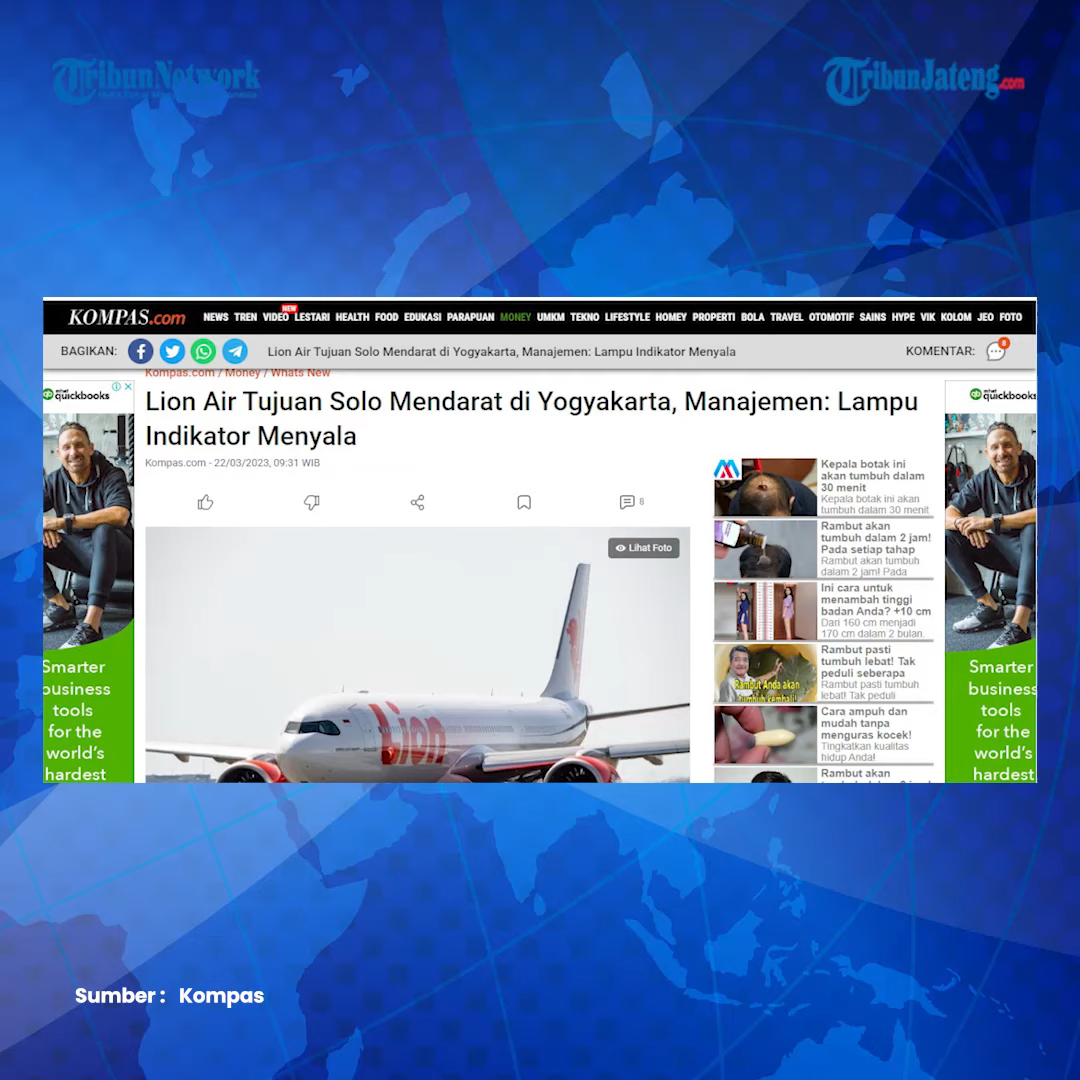 TribunNetwork
TribunJateng.com
KOMPAS.com
NEWS TREN VIDEO LESTARI HEALTH FOOD EDUKASI PARAPUAN MONEY UMKM TEKNO LIFESTYLE HOMEY PROPERTI BOLA TRAVEL OTOMOTIF SAINS HYPE VIK KOLOM JEO FOTO
NEW
BAGIKAN:
Lion Air Tujuan Solo Mendarat di Yogyakarta, Manajemen: Lampu Indikator Menyala
KOMENTAR:
8
Kompas.com / Money / Whats New
Lion Air Tujuan Solo Mendarat di Yogyakarta, Manajemen: Lampu
Indikator Menyala
Kompas.com - 22/03/2023, 09:31 WIB
8
Lihat Foto
Lion
quickbooks
Smarter
business
tools
for the
world's
hardest
Kepala botak ini
akan tumbuh dalam
30 menit
Kepala botak ini akan
tumbuh dalam 30 menit
Rambut akan
tumbuh dalam 2 jam!
Pada setiap tahap
Rambut akan tumbuh
dalam 2 jam! Pada
Ini cara untuk
menambah tinggi
badan Anda? +10 cm
Dari 160 cm menjadi
170 cm dalam 2 bulan.
Rambut pasti
tumbuh lebat! Tak
peduli seberapa
Rambut pasti tumbuh
lebat! Tak peduli
Rambut Anda akan
tumbuh kembali!
Cara ampuh dan
mudah tanpa
menguras kocek!
Tingkatkan kualitas
hidup Anda!
Rambut akan
quickbooks
Smarter
business
tools
for the
world's
hardest
Sumber : Kompas